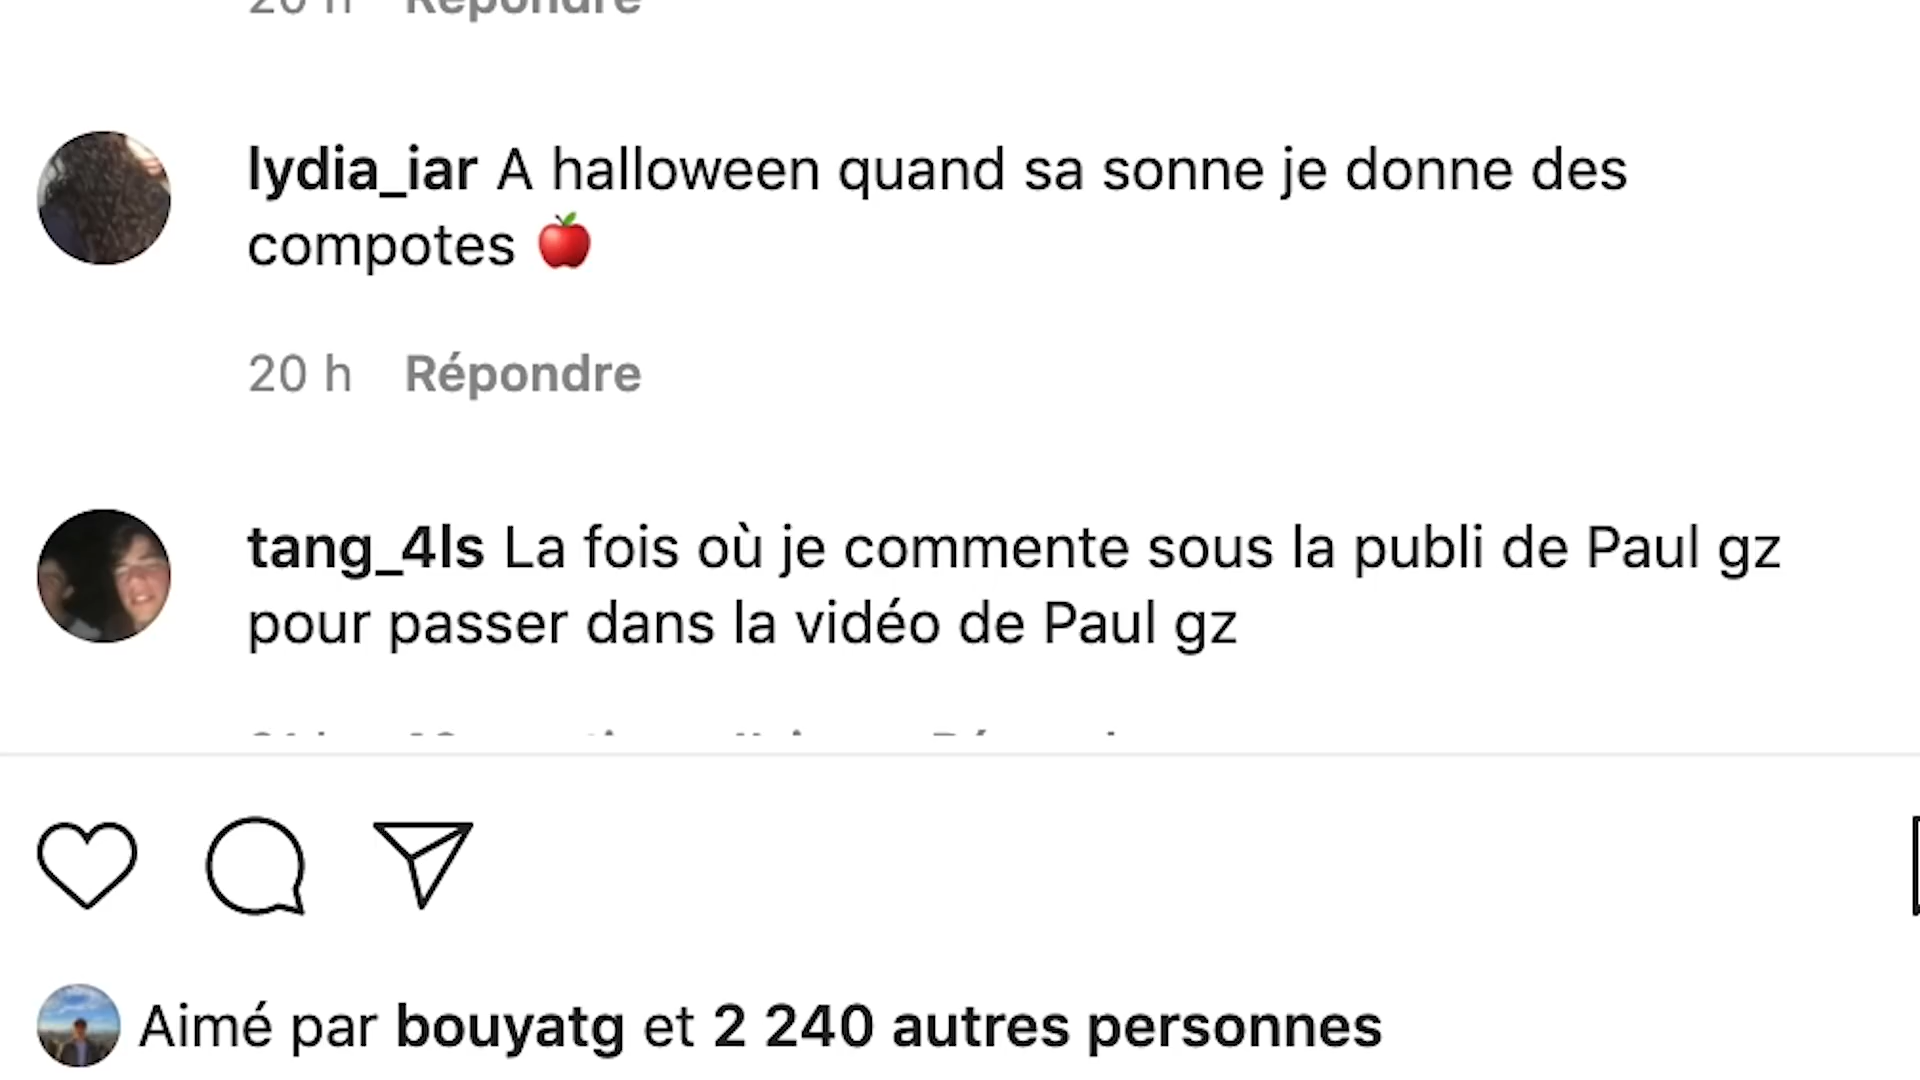 20 h Répondre
lydia_iar A halloween quand sa sonne je donne des
compotes 🍎
20 h Répondre
tang_4ls La fois où je commente sous la publi de Paul gz
pour passer dans la vidéo de Paul gz
Aimé par bouyatg et 2 240 autres personnes